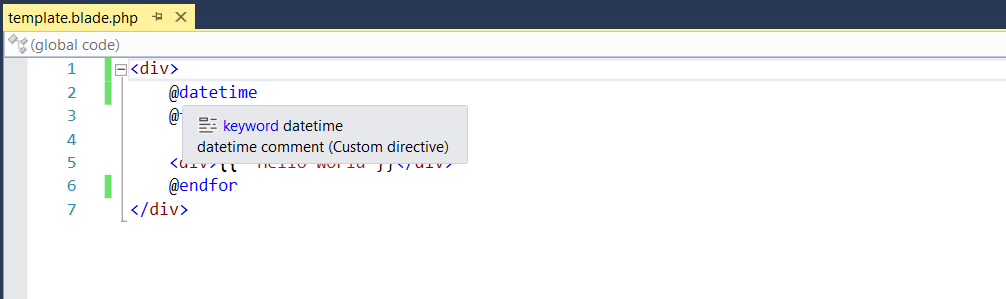 template.blade.php
(global code)
1 <div>
2 @datetime
3 @
keyword datetime
datetime comment (Custom directive)
4
5 <div>{{ "Hello World"}}</div>
6 @endfor
7 </div>